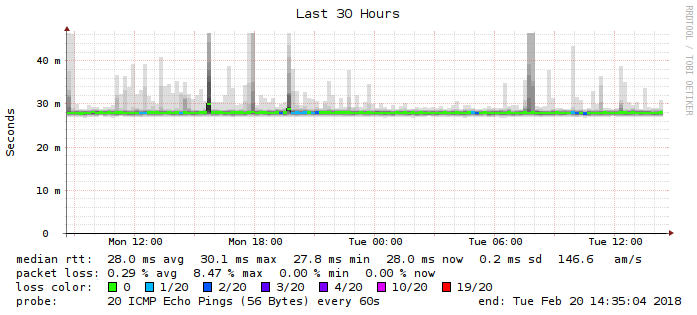 Last 30 Hours
RRDTOOL / TOBI OETIKER
Seconds
40 m
30 m
20 m
10 m
0
Mon 12:00 Mon 18:00 Tue 00:00 Tue 06:00 Tue 12:00
median rtt: 28.0 ms avg 30.1 ms max 27.8 ms min 28.0 ms now 0.2 ms sd 146.6 am/s
packet loss: 0.29 % avg 8.47 % max 0.00 % min 0.00 % now
loss color: 0 1/20 2/20 3/20 4/20 10/20 19/20
probe: 20 ICMP Echo Pings (56 Bytes) every 60s end: Tue Feb 20 14:35:04 2018